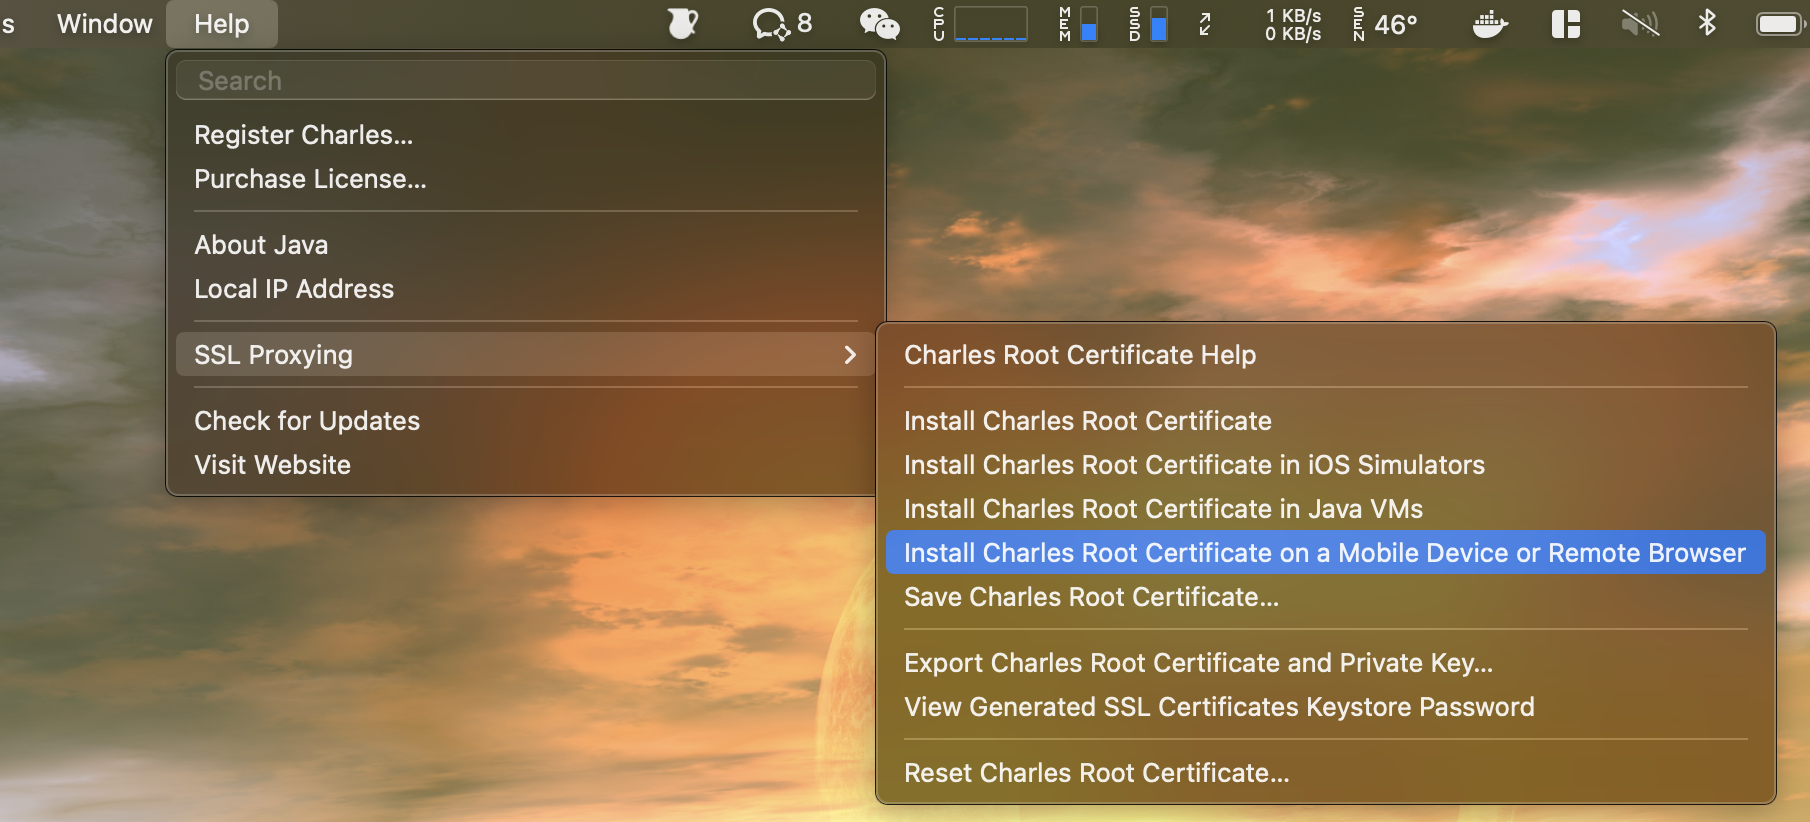 s Window Help 8 CPU MEM SSD 1 KB/s SEN 46°
0 KB/s
Search
Register Charles...
Purchase License...
About Java
Local IP Address
SSL Proxying
Check for Updates
Visit Website
Charles Root Certificate Help
Install Charles Root Certificate
Install Charles Root Certificate in iOS Simulators
Install Charles Root Certificate in Java VMs
Install Charles Root Certificate on a Mobile Device or Remote Browser
Save Charles Root Certificate...
Export Charles Root Certificate and Private Key...
View Generated SSL Certificates Keystore Password
Reset Charles Root Certificate...